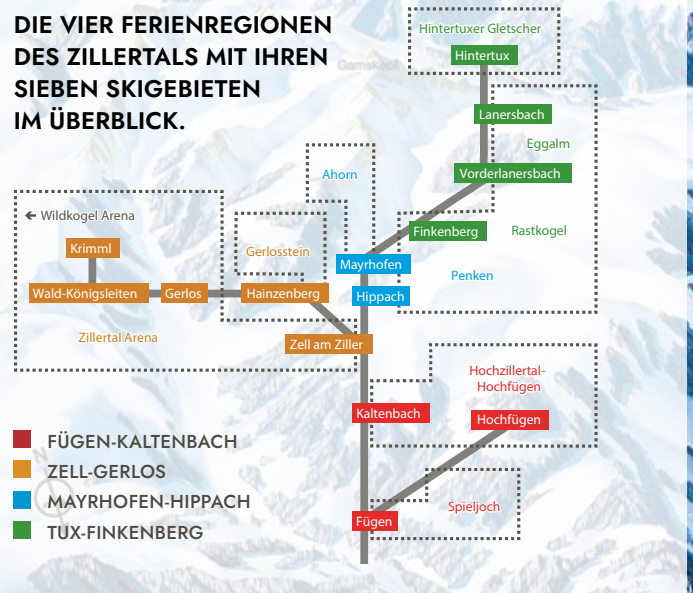 DIE VIER FERIENREGIONEN
DES ZILLERTALS MIT IHREN
SIEBEN SKIGEBIETEN
IM ÜBERBLICK.
Hintertuxer Gletscher
Hintertux
Gamskopf
Lanersbach
Eggalm
Vorderlanersbach
Ahorn
← Wildkogel Arena
Finkenberg
Rastkogel
Krimml
Gerlosstein
Mayrhofen
Penken
Wald-Königsleiten
Gerlos
Hainzenberg
Hippach
Zillertal Arena
Zell am Ziller
Hochzillertal-
Hochfügen
Kaltenbach
Hochfügen
FÜGEN-KALTENBACH
N
ZELL-GERLOS
MAYRHOFEN-HIPPACH
Spieljoch
Fügen
TUX-FINKENBERG